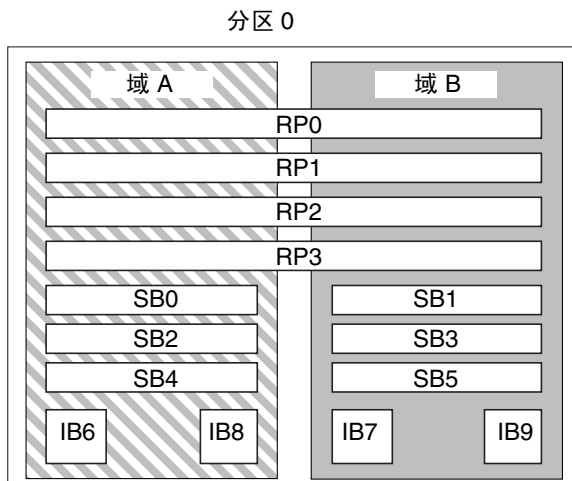 分区 0
域 A 域 B
RP0
RP1
RP2
RP3
SB0 SB1
SB2 SB3
SB4 SB5
IB6 IB8 IB7 IB9